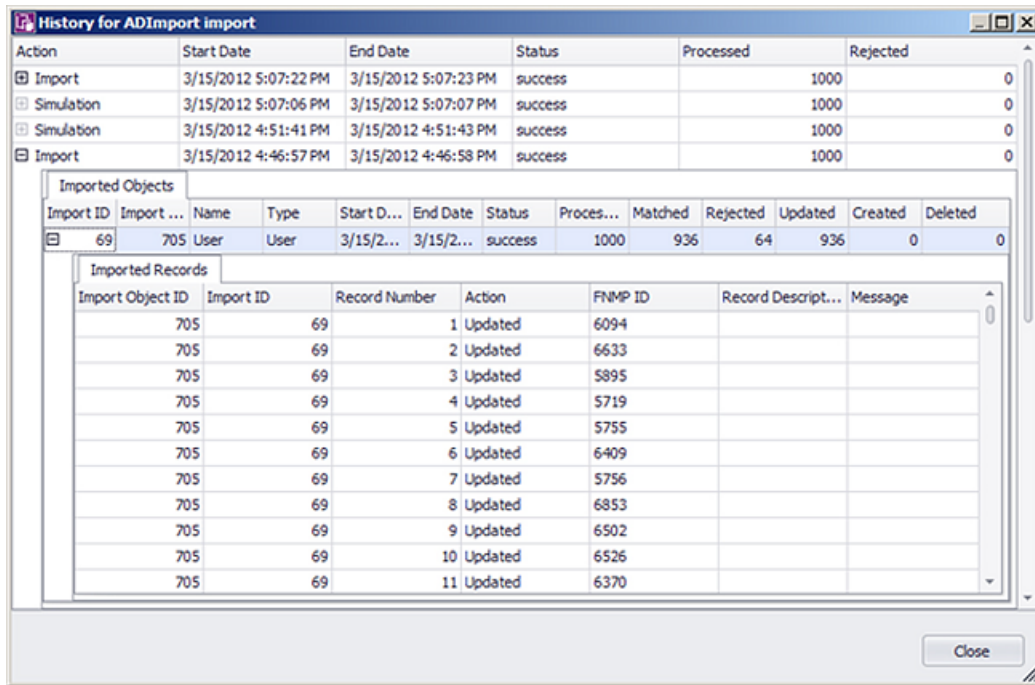 History for ADImport import
Action Start Date End Date Status Processed Rejected
Import 3/15/2012 5:07:22 PM 3/15/2012 5:07:23 PM success 1000 0
Simulation 3/15/2012 5:07:06 PM 3/15/2012 5:07:07 PM success 1000 0
Simulation 3/15/2012 4:51:41 PM 3/15/2012 4:51:43 PM success 1000 0
Import 3/15/2012 4:46:57 PM 3/15/2012 4:46:58 PM success 1000 0
Imported Objects
Import ID Import ... Name Type Start D... End Date Status Proces... Matched Rejected Updated Created Deleted
69 705 User User 3/15/2... 3/15/2... success 1000 936 64 936 0 0
Imported Records
Import Object ID Import ID Record Number Action FNMP ID Record Descript... Message
705 69 1 Updated 6094
705 69 2 Updated 6633
705 69 3 Updated 5895
705 69 4 Updated 5719
705 69 5 Updated 5755
705 69 6 Updated 6409
705 69 7 Updated 5756
705 69 8 Updated 6853
705 69 9 Updated 6502
705 69 10 Updated 6526
705 69 11 Updated 6370
Close